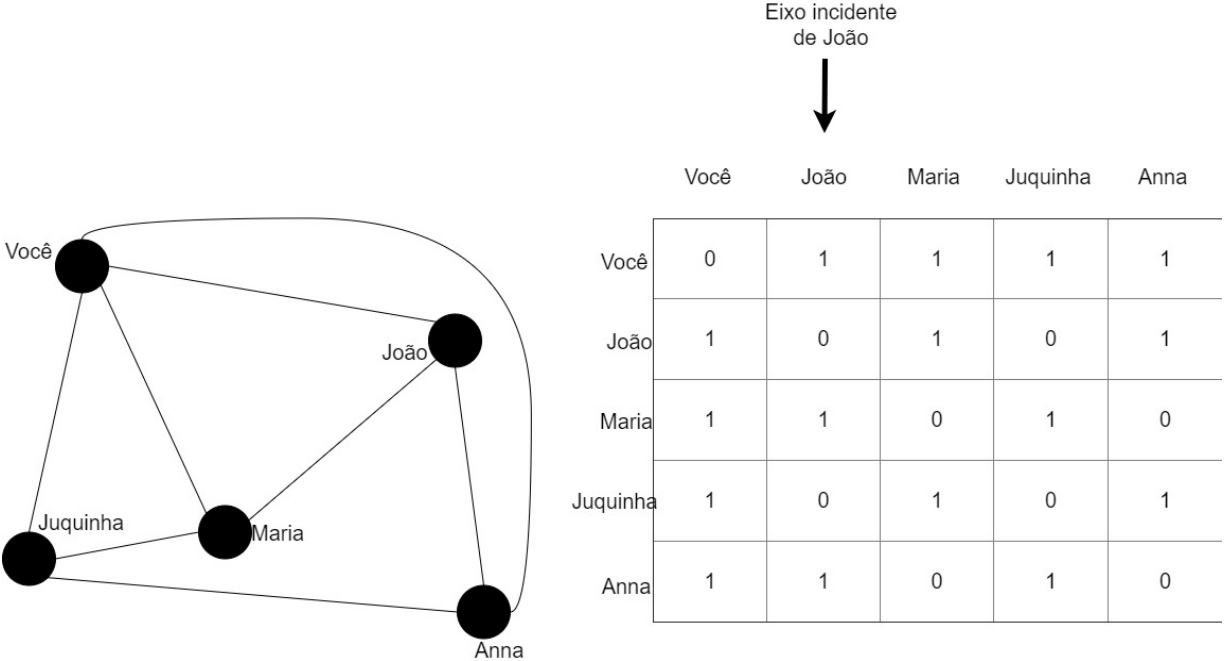 Eixo incidente
de João
Você João Maria Juquinha Anna
Você 0 1 1 1 1
João 1 0 1 0 1
Maria 1 1 0 1 0
Juquinha 1 0 1 0 1
Anna 1 1 0 1 0
Você
João
Juquinha
Maria
Anna